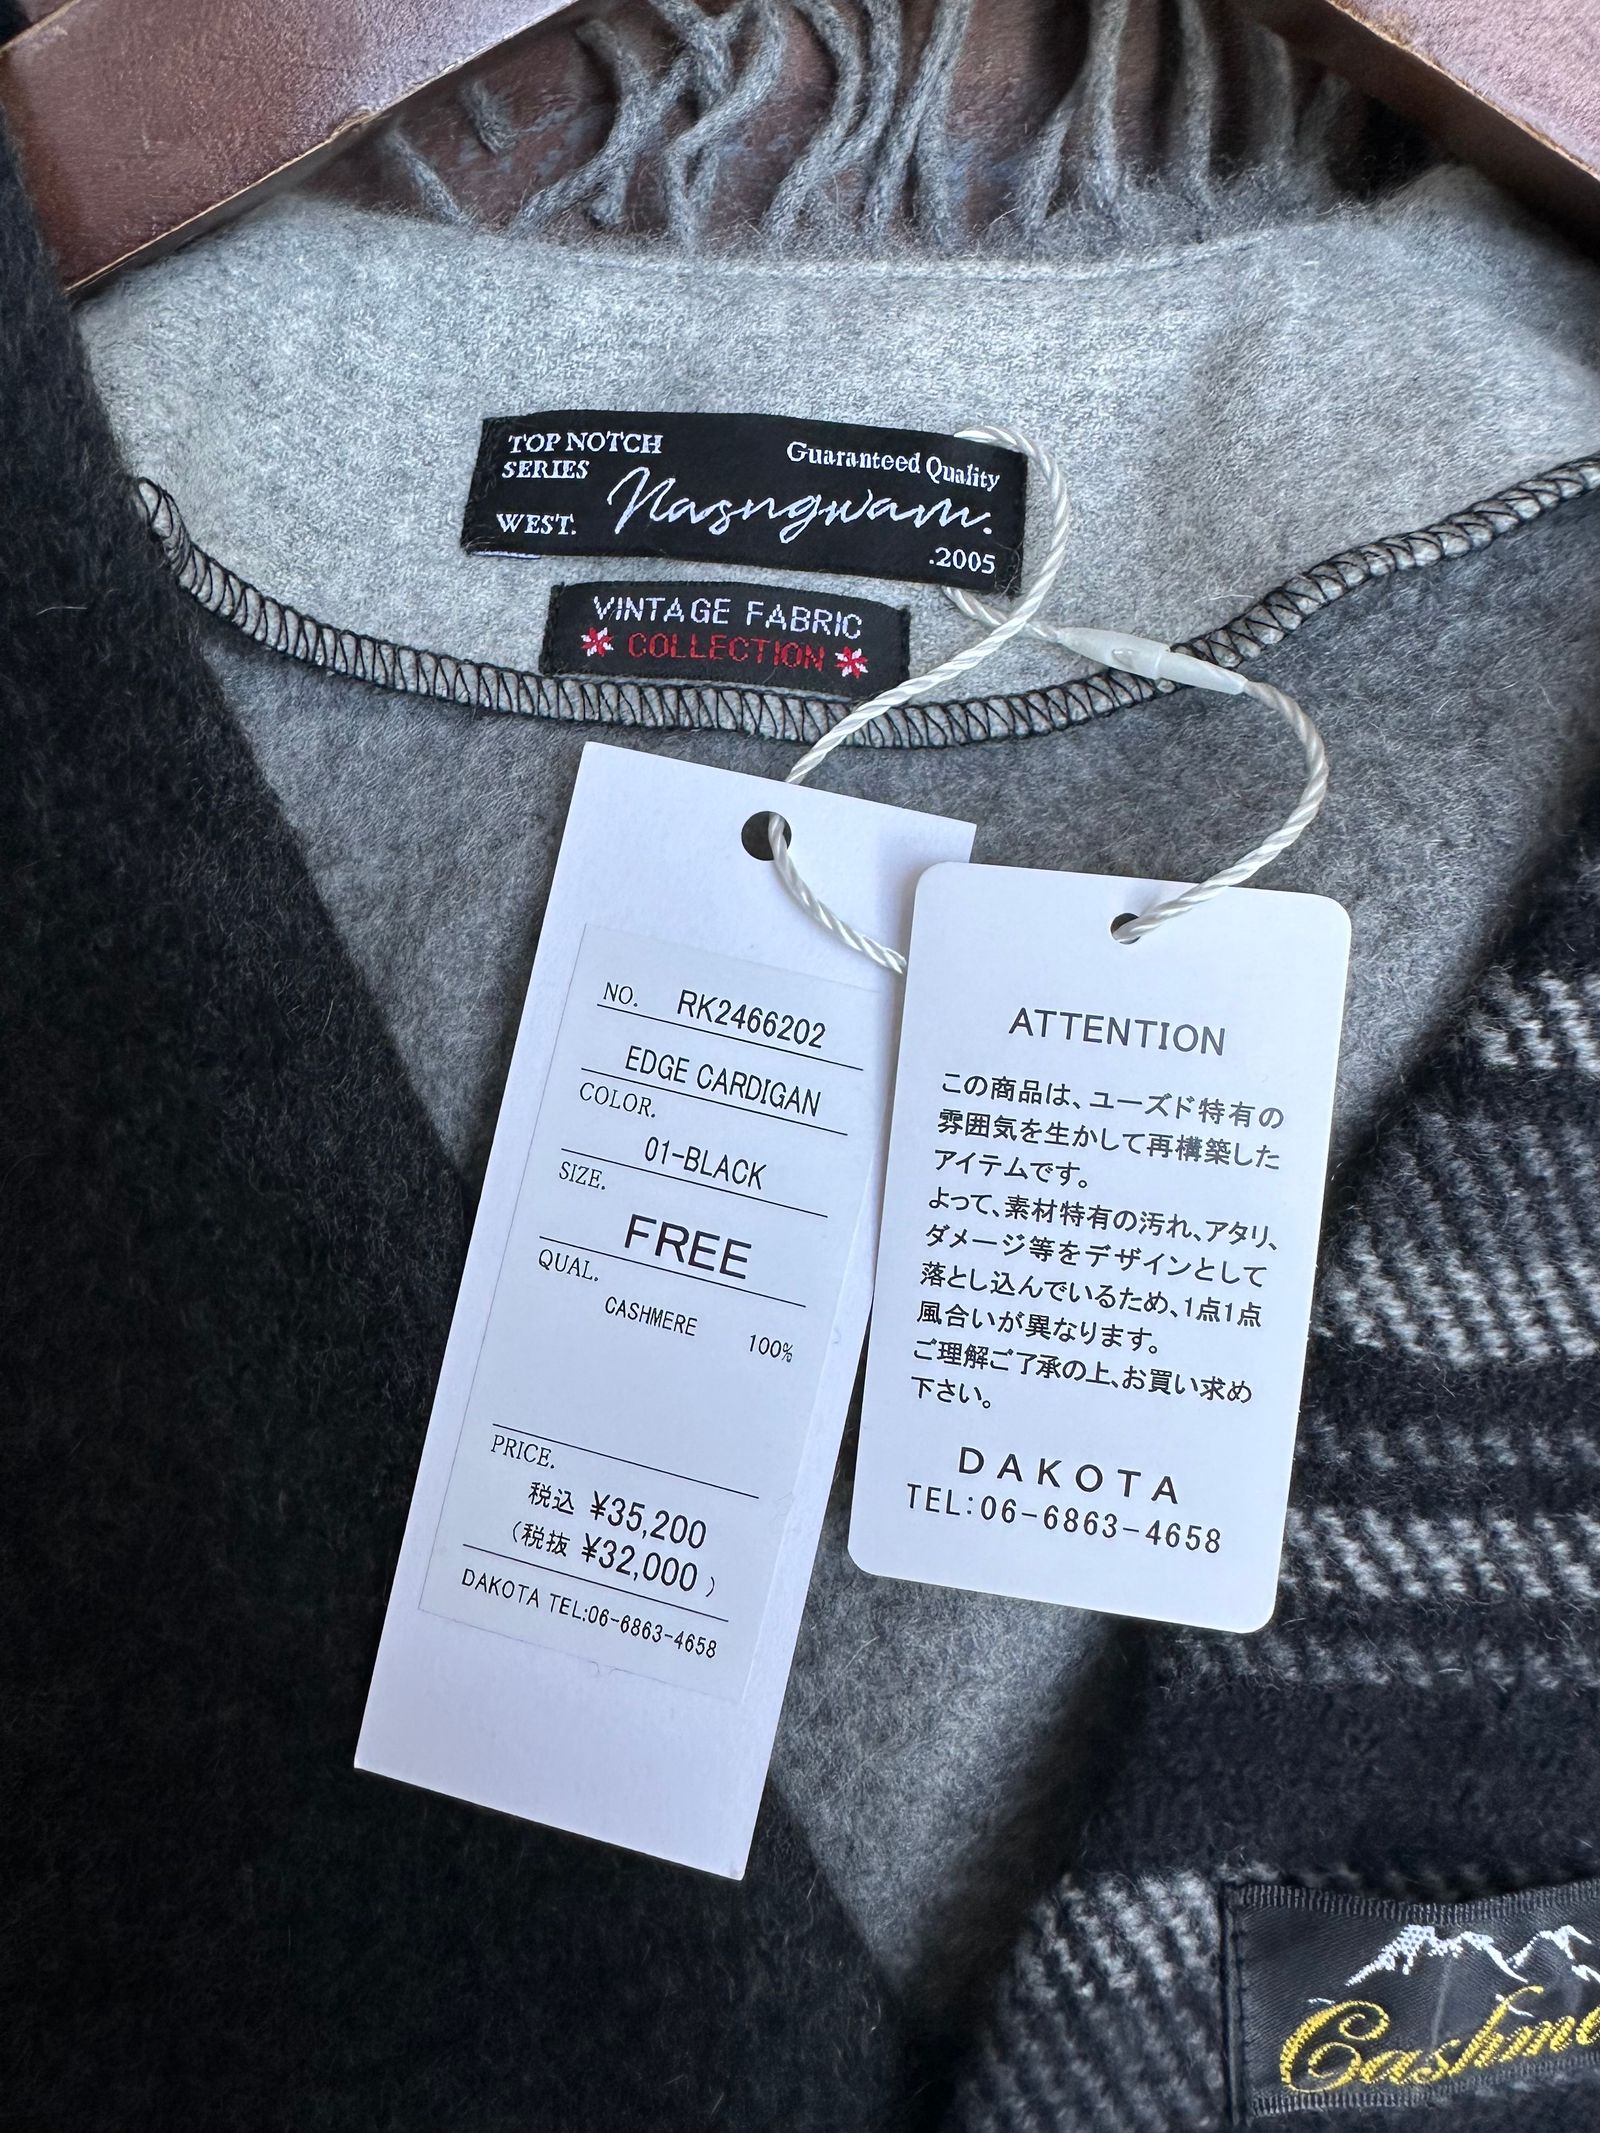 TOP NOTCH
SERIES
Guaranteed Quality
WEST.
Nasngwam.
.2005
VINTAGE FABRIC
COLLECTION
NO. RK2466202
EDGE CARDIGAN
COLOR.
01-BLACK
SIZE.
FREE
QUAL.
CASHMERE 100%
PRICE.
税込 ¥35,200
(税抜 ¥32,000)
DAKOTA TEL:06-6863-4658
ATTENTION
この商品は、ユーズド特有の
雰囲気を生かして再構築した
アイテムです。
よって、素材特有の汚れ、アタリ、
ダメージ等をデザインとして
落とし込んでいるため、1点1点
風合いが異なります。
ご理解ご了承の上、お買い求め
下さい。
DAKOTA
TEL:06-6863-4658